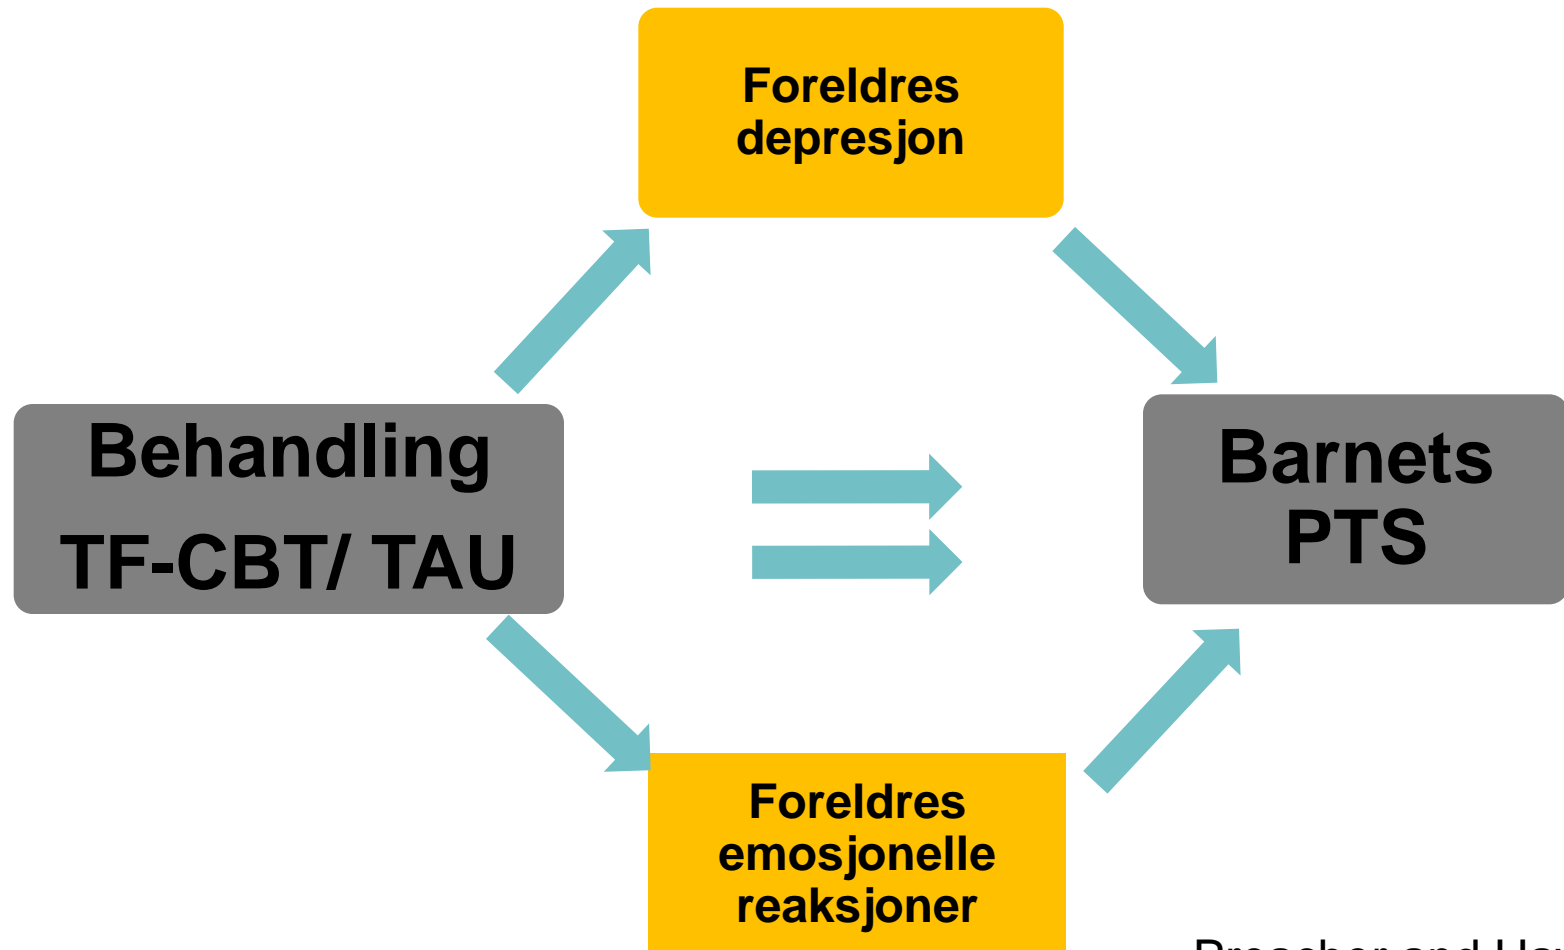 Foreldres
depresjon
Behandling
TF-CBT/ TAU
Barnets
PTS
Foreldres
emosjonelle
reaksjoner